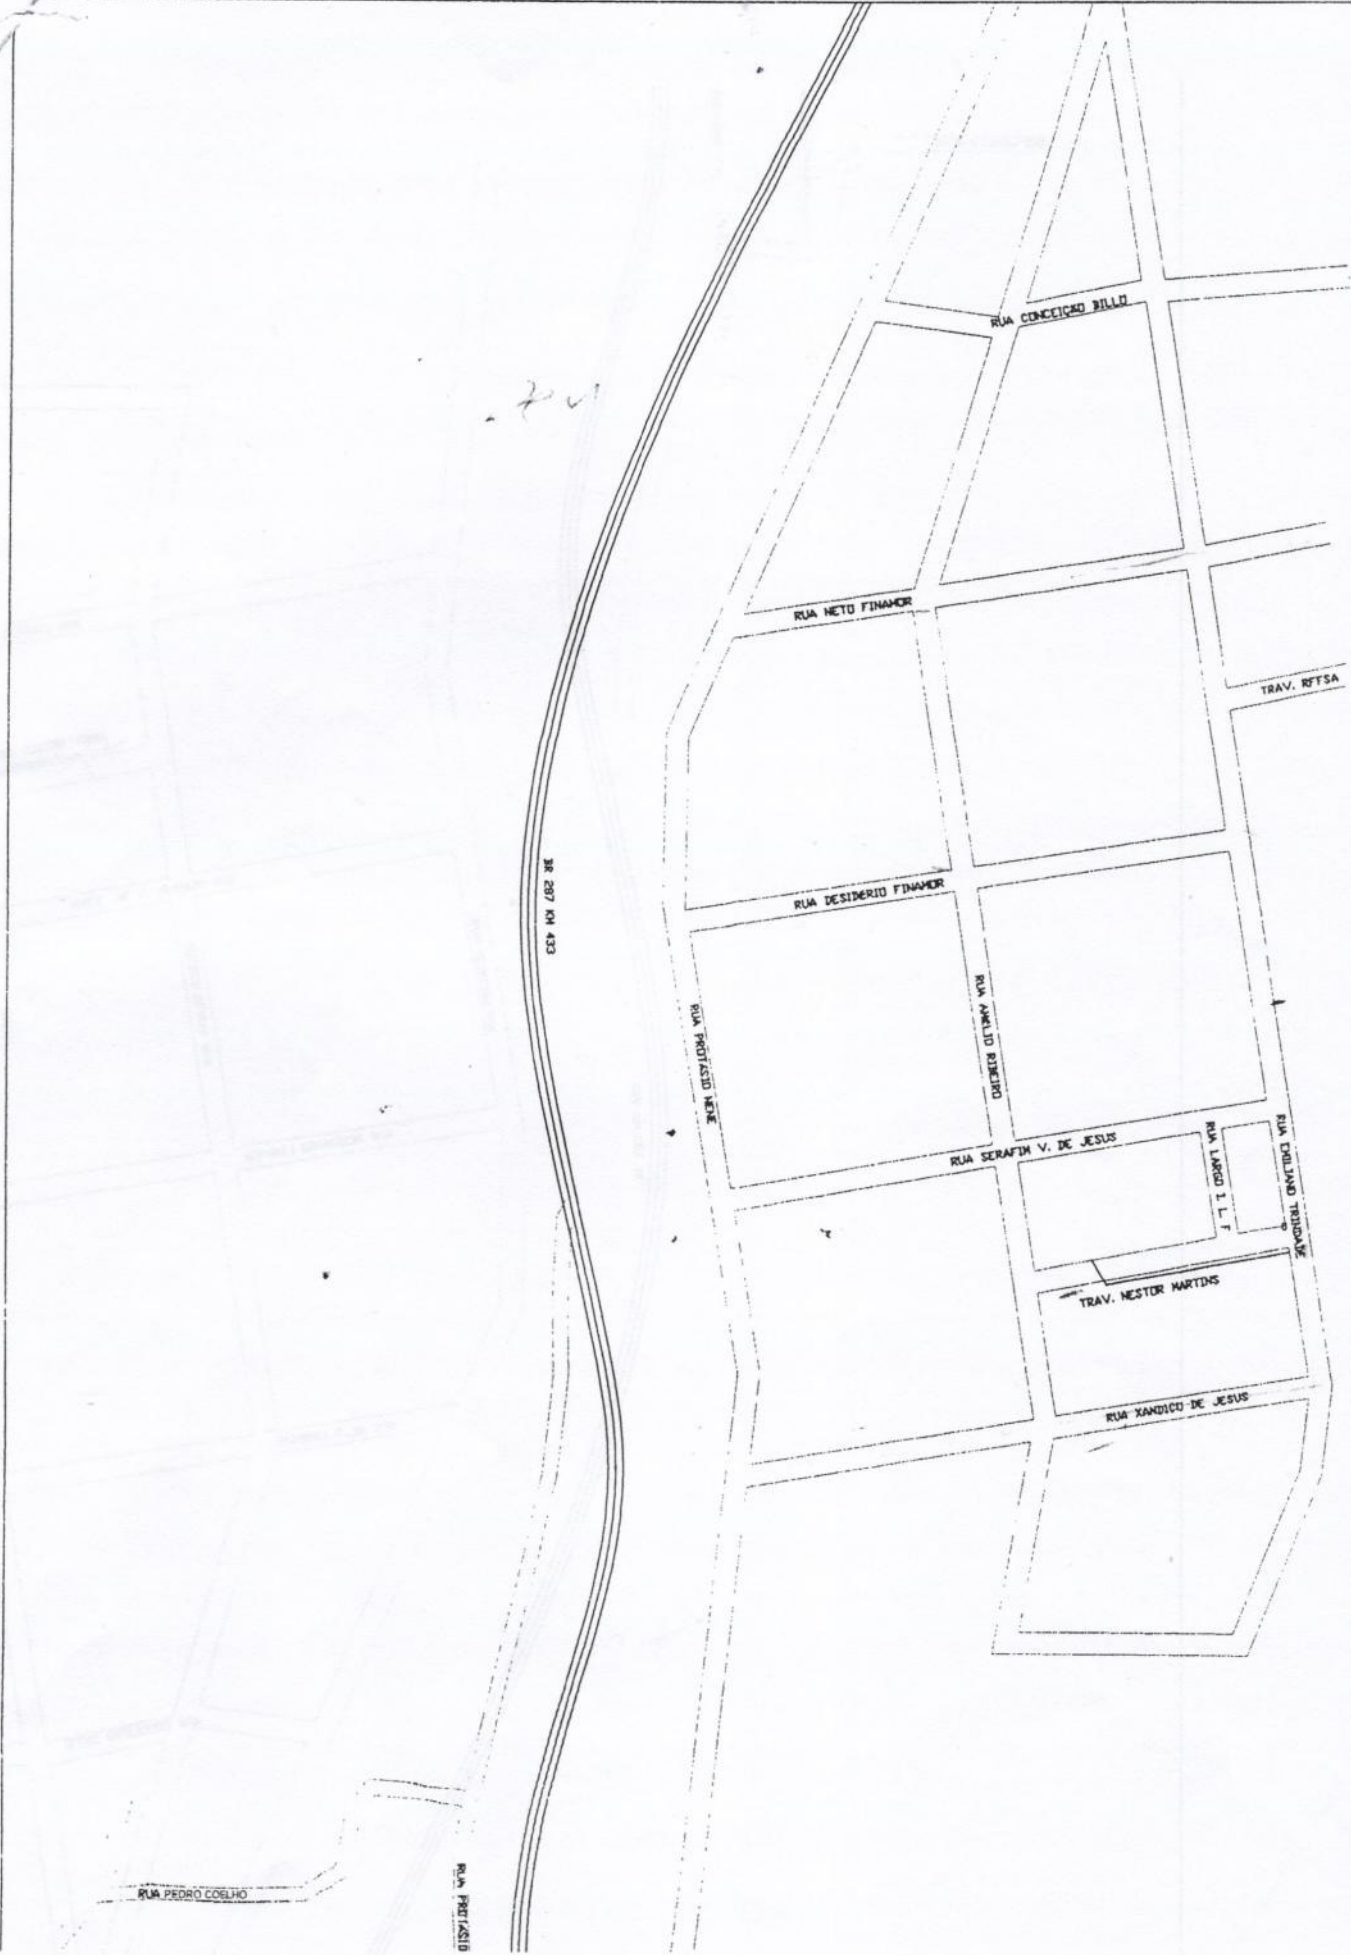 RUA CONCEIÇÃO BILLO
RUA NETO FINAMOR
TRAV. RFFSA
BR 287 KM 433
RUA DESIDERIO FINAMOR
RUA PROTÁSIO NENE
RUA AMELIO RIBEIRO
RUA SERAFIM V. DE JESUS
RUA LARGO I. L. F
RUA EMILIANO TRINDADE
TRAV. NESTOR MARTINS
RUA XANDICO DE JESUS
RUA PEDRO COELHO
RUA PROTÁSIO